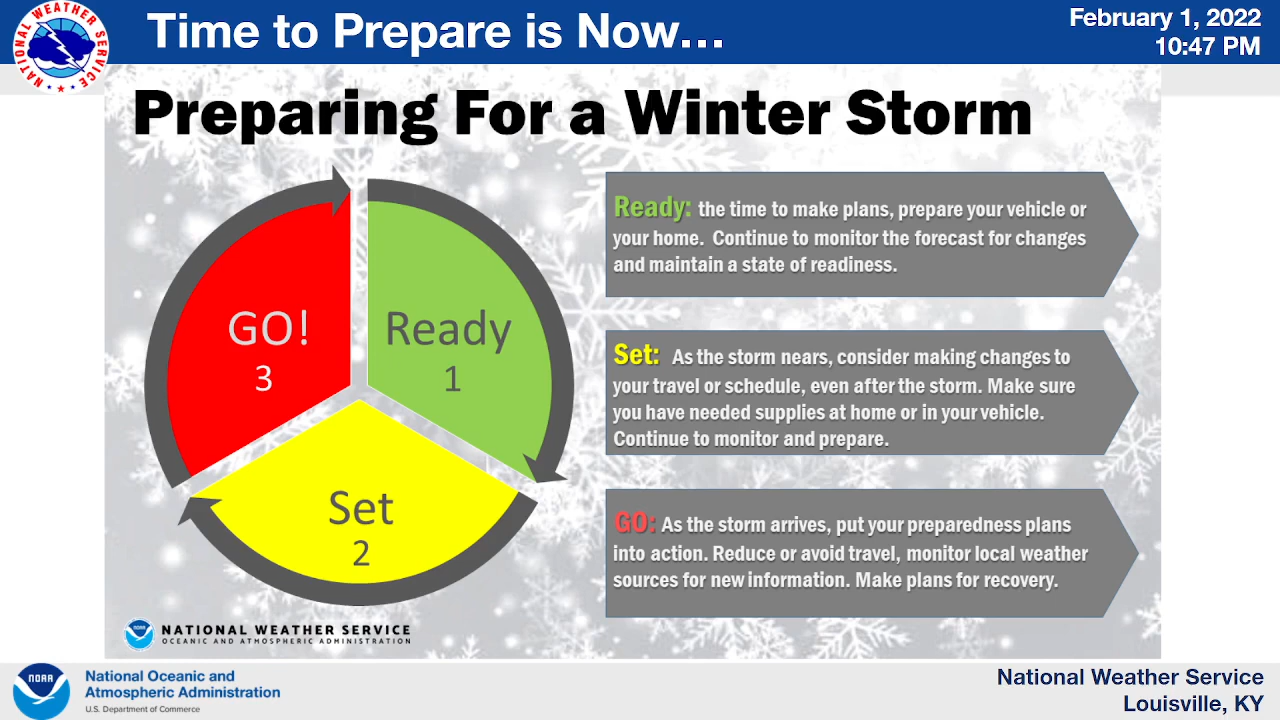 NATIONAL WEATHER SERVICE
Time to Prepare is Now...
February 1, 2022
10:47 PM
Preparing For a Winter Storm
GO!
3
Ready
1
Set
2
Ready: the time to make plans, prepare your vehicle or
your home. Continue to monitor the forecast for changes
and maintain a state of readiness.
Set: As the storm nears, consider making changes to
your travel or schedule, even after the storm. Make sure
you have needed supplies at home or in your vehicle.
Continue to monitor and prepare.
GO: As the storm arrives, put your preparedness plans
into action. Reduce or avoid travel, monitor local weather
sources for new information. Make plans for recovery.
NOAA
NATIONAL WEATHER SERVICE
OCEANIC AND ATMOSPHERIC ADMINISTRATION
NOAA
National Oceanic and
Atmospheric Administration
U.S. Department of Commerce
National Weather Service
Louisville, KY